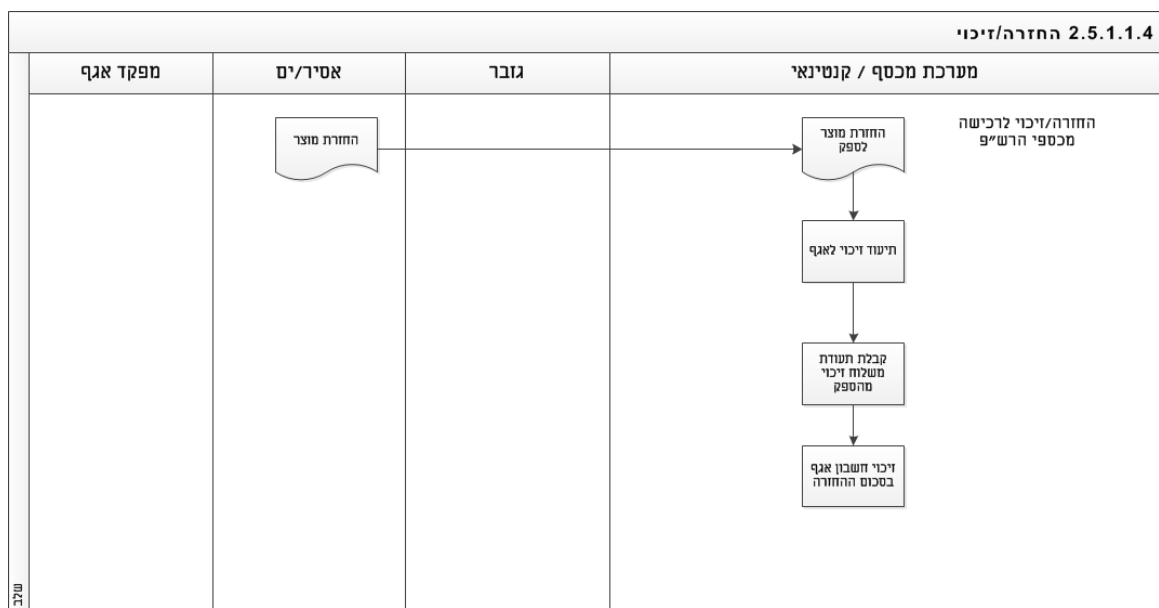 2.5.1.1.4 החזרה/זיכוי
מערכת מכסף / קנטינאי
גזבר
אסיר/ים
מפקד אגף
החזרה/זיכוי לרכישה
מכספי הרש״פ
החזרת מוצר
החזרת מוצר
לספק
תיעוד זיכוי לאגף
קבלת תעודת
משלוח זיכוי
מהספק
זיכוי חשבון אגף
בסכום ההחזרה
שלב